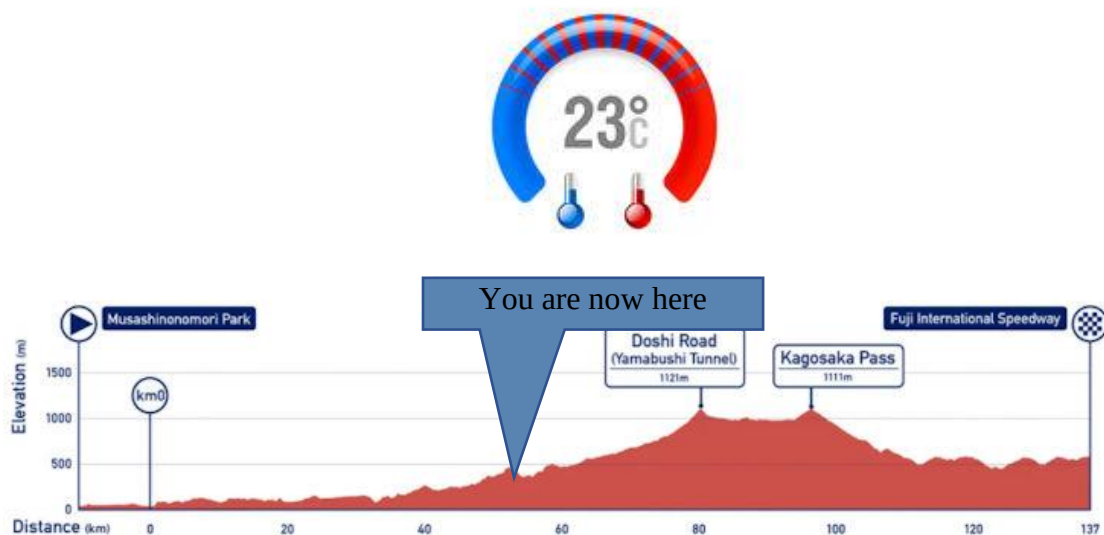 23°C
You are now here
Musashinonomori Park
Fuji International Speedway
Doshi Road
(Yamabushi Tunnel)
1121m
Kagosaka Pass
1111m
km0
Elevation (m)
1500
1000
500
0
Distance (km)
0
20
40
60
80
100
120
137